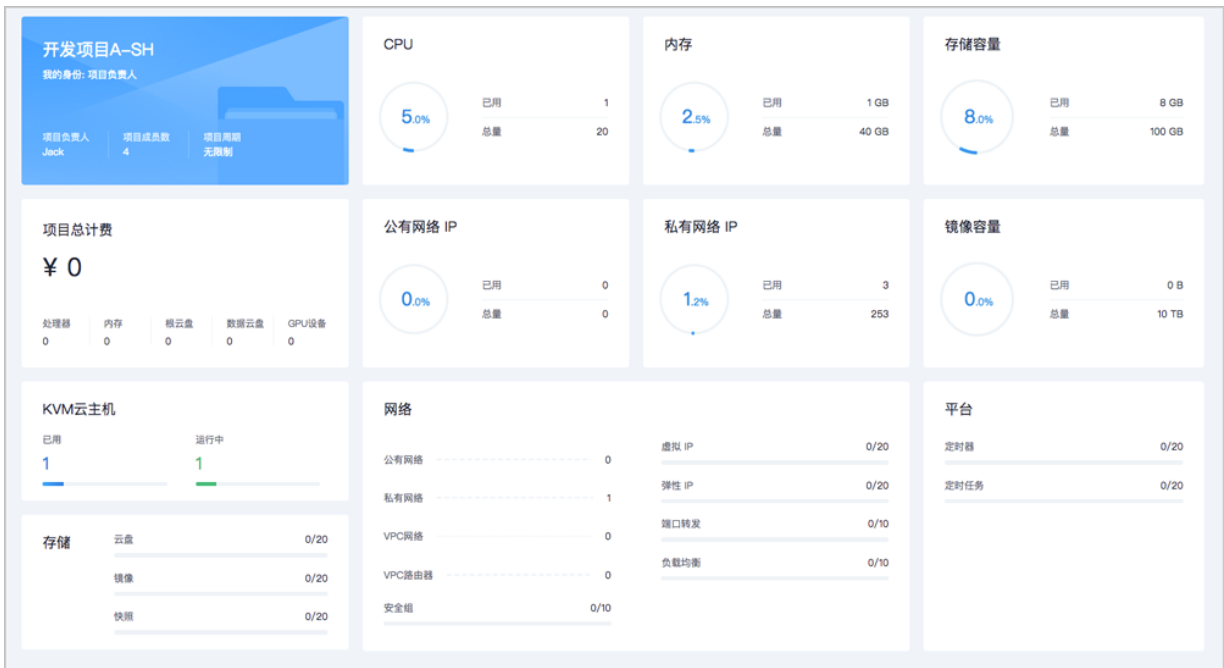 开发项目A-SH
我的身份: 项目负责人
项目负责人 项目成员数 项目周期
Jack 4 无限制
CPU
5.0%
已用 1
总量 20
内存
2.5%
已用 1 GB
总量 40 GB
存储容量
8.0%
已用 8 GB
总量 100 GB
项目总计费
¥ 0
处理器 内存 根云盘 数据云盘 GPU设备
0 0 0 0 0
公有网络 IP
0.0%
已用 0
总量 0
私有网络 IP
1.2%
已用 3
总量 253
镜像容量
0.0%
已用 0 B
总量 10 TB
KVM云主机
已用 运行中
1 1
存储
云盘 0/20
镜像 0/20
快照 0/20
网络
公有网络 0
私有网络 1
VPC网络 0
VPC路由器 0
安全组 0/10
虚拟 IP 0/20
弹性 IP 0/20
端口转发 0/10
负载均衡 0/10
平台
定时器 0/20
定时任务 0/20